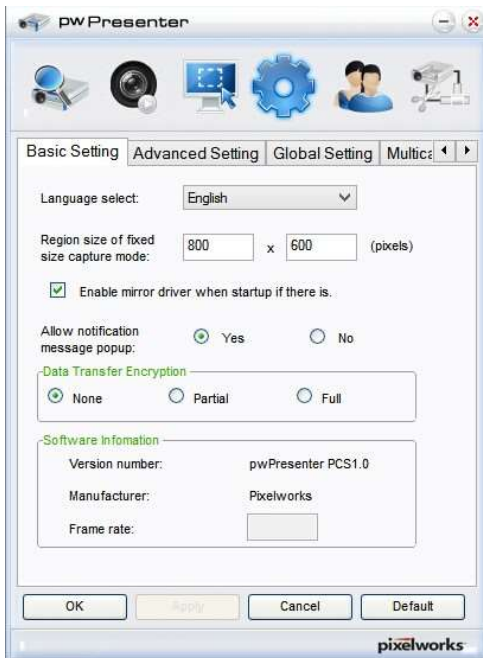 pwPresenter
Basic Setting Advanced Setting Global Setting Multica
Language select: English
Region size of fixed size capture mode: 800 x 600 (pixels)
Enable mirror driver when startup if there is.
Allow notification message popup: Yes No
Data Transfer Encryption
None Partial Full
Software Infomation
Version number: pwPresenter PCS1.0
Manufacturer: Pixelworks
Frame rate:
OK Apply Cancel Default
pixelworks